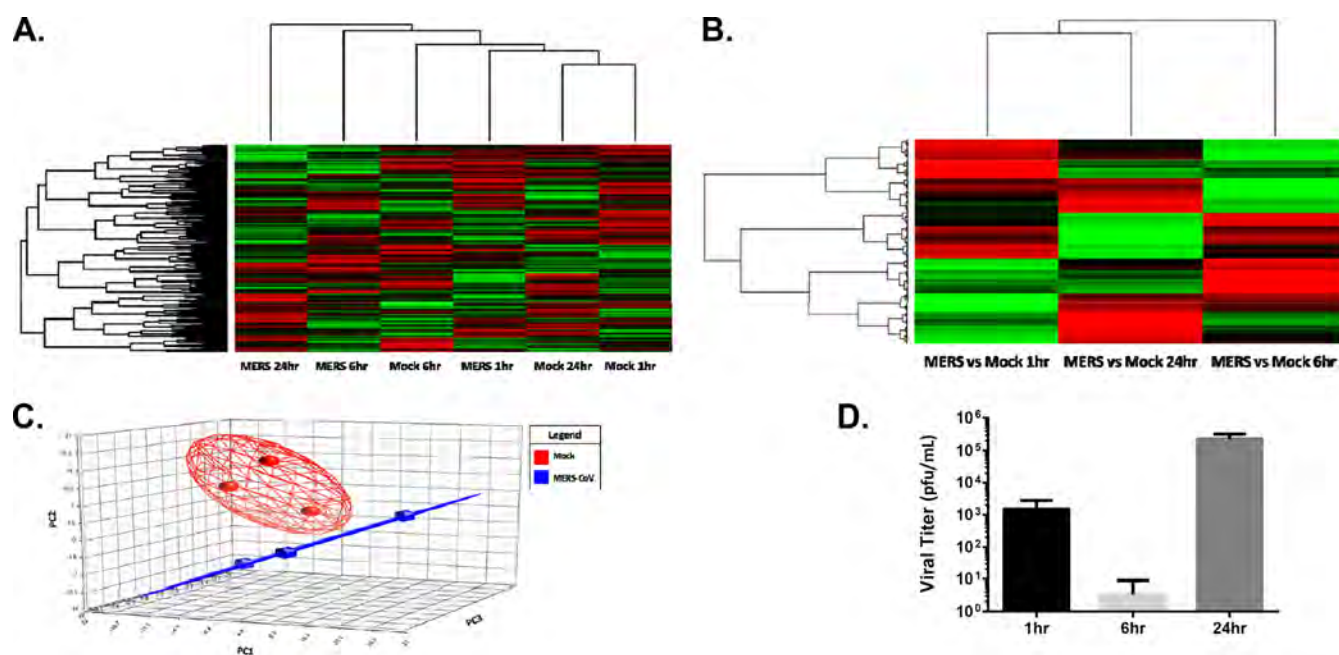 A.
B.
MERS 24hr MERS 6hr Mock 6hr MERS 1hr Mock 24hr Mock 1hr
MERS vs Mock 1hr MERS vs Mock 24hr MERS vs Mock 6hr
C.
D.
Legend
Mock
MERS-CoV
PC2
PC1
PC3
Viral Titer (pfu/mL)
10⁶
10⁵
10⁴
10³
10²
10¹
10⁰
1hr 6hr 24hr